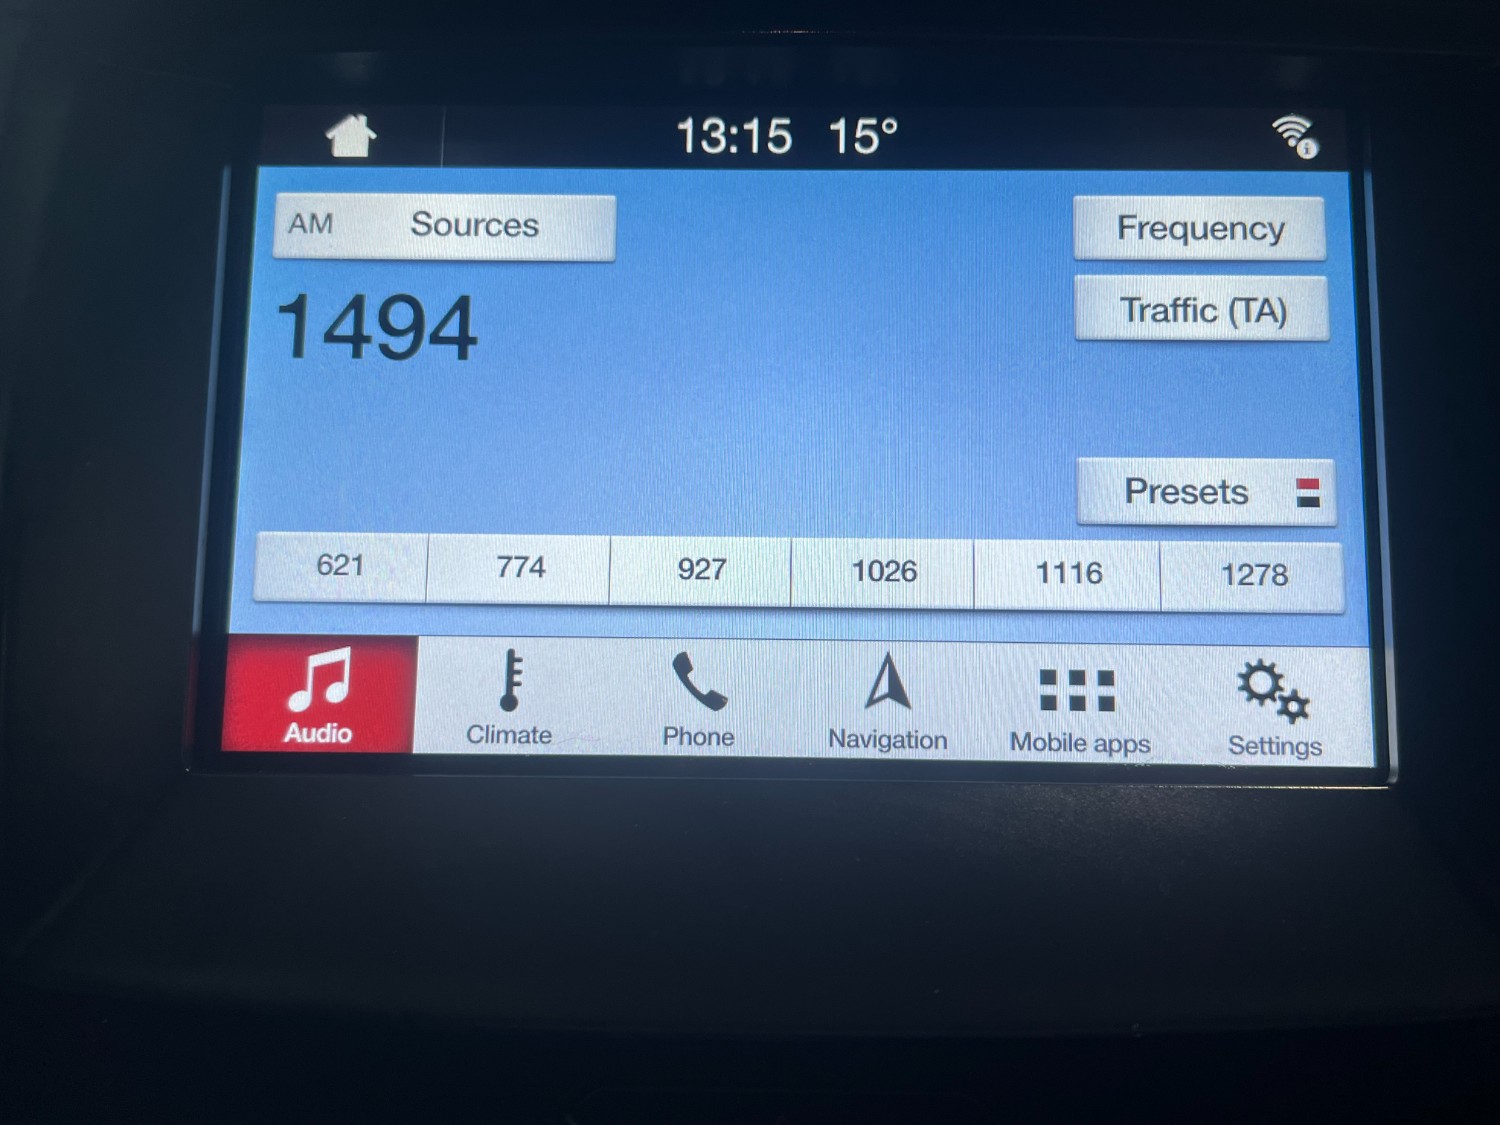 13:15 15°
AM Sources
Frequency
1494
Traffic (TA)
Presets
621 774 927 1026 1116 1278
Audio Climate Phone Navigation Mobile apps Settings